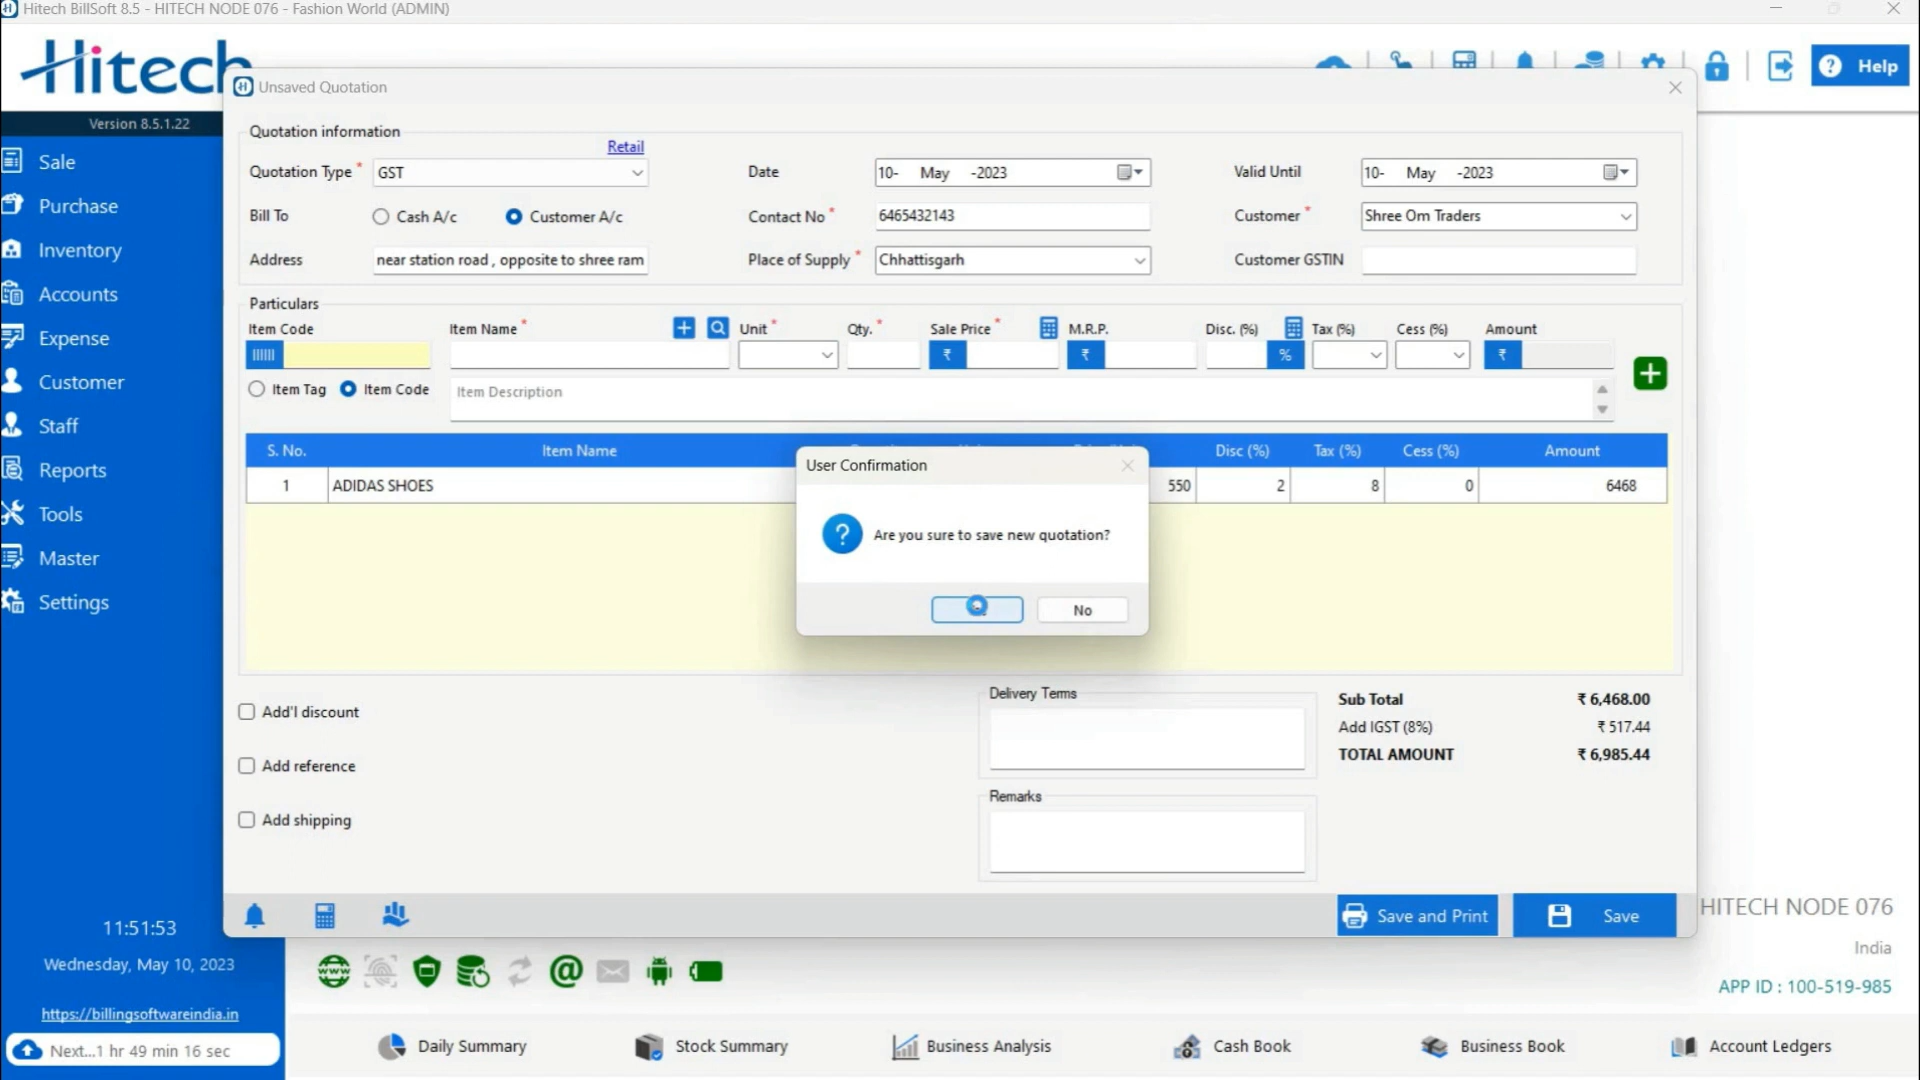 Hitech BillSoft 8.5 - HITECH NODE 076 - Fashion World (ADMIN)
Hitech
Help
Version 8.5.1.22
Sale
Purchase
Inventory
Accounts
Expense
Customer
Staff
Reports
Tools
Master
Settings
11:51:53
Wednesday, May 10, 2023
https://billingsoftwareindia.in
Next...1 hr 49 min 16 sec
Unsaved Quotation
Quotation information
Retail
Quotation Type * GST
Date 10- May -2023
Valid Until 10- May -2023
Bill To Cash A/c Customer A/c
Contact No * 6465432143
Customer * Shree Om Traders
Address near station road , opposite to shree ram
Place of Supply * Chhattisgarh
Customer GSTIN
Particulars
Item Code Item Name * Unit * Qty. * Sale Price * M.R.P. Disc. (%) Tax (%) Cess (%) Amount
₹ ₹ % ₹
Item Tag Item Code Item Description
S. No. Item Name Disc (%) Tax (%) Cess (%) Amount
1 ADIDAS SHOES 550 2 8 0 6468
User Confirmation
Are you sure to save new quotation?
No
Add'l discount
Add reference
Add shipping
Delivery Terms
Remarks
Sub Total ₹ 6,468.00
Add IGST (8%) ₹ 517.44
TOTAL AMOUNT ₹ 6,985.44
Save and Print Save
HITECH NODE 076
India
APP ID : 100-519-985
www
Daily Summary Stock Summary Business Analysis Cash Book Business Book Account Ledgers